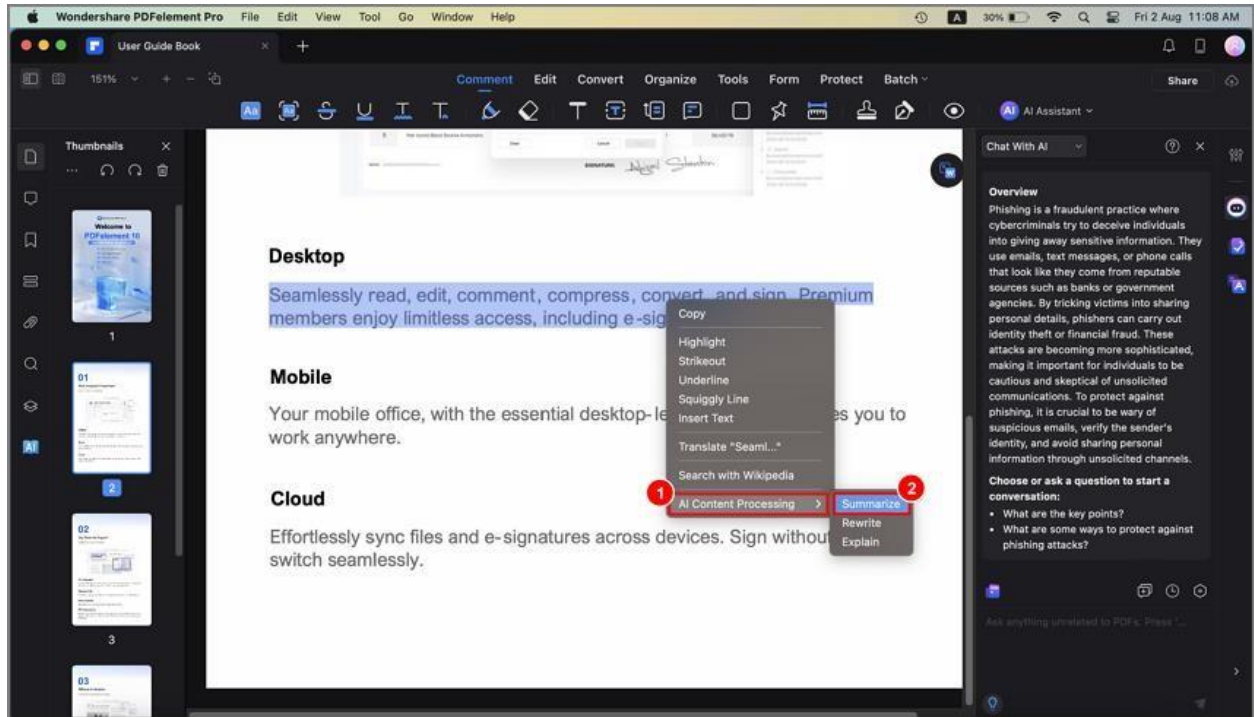 Wondershare PDFelement Pro File Edit View Tool Go Window Help
A 30% Fri 2 Aug 11:08 AM
User Guide Book × +
151% + −
Comment Edit Convert Organize Tools Form Protect Batch
Share
AI Assistant
Thumbnails ×
Welcome to
PDFelement 10
1
01
2
02
3
03
AI
SIGNATURE:
Desktop
Seamlessly read, edit, comment, compress, convert, and sign. Premium
members enjoy limitless access, including e-sig
Mobile
Your mobile office, with the essential desktop-le es you to
work anywhere.
Cloud
Effortlessly sync files and e-signatures across devices. Sign without
switch seamlessly.
Copy
Highlight
Strikeout
Underline
Squiggly Line
Insert Text
Translate "Seaml..."
Search with Wikipedia
1
AI Content Processing >
2
Summarize
Rewrite
Explain
Chat With AI
Overview
Phishing is a fraudulent practice where
cybercriminals try to deceive individuals
into giving away sensitive information. They
use emails, text messages, or phone calls
that look like they come from reputable
sources such as banks or government
agencies. By tricking victims into sharing
personal details, phishers can carry out
identity theft or financial fraud. These
attacks are becoming more sophisticated,
making it important for individuals to be
cautious and skeptical of unsolicited
communications. To protect against
phishing, it is crucial to be wary of
suspicious emails, verify the sender's
identity, and avoid sharing personal
information through unsolicited channels.
Choose or ask a question to start a
conversation:
• What are the key points?
• What are some ways to protect against
phishing attacks?
Ask anything unrelated to PDFs. Press '...